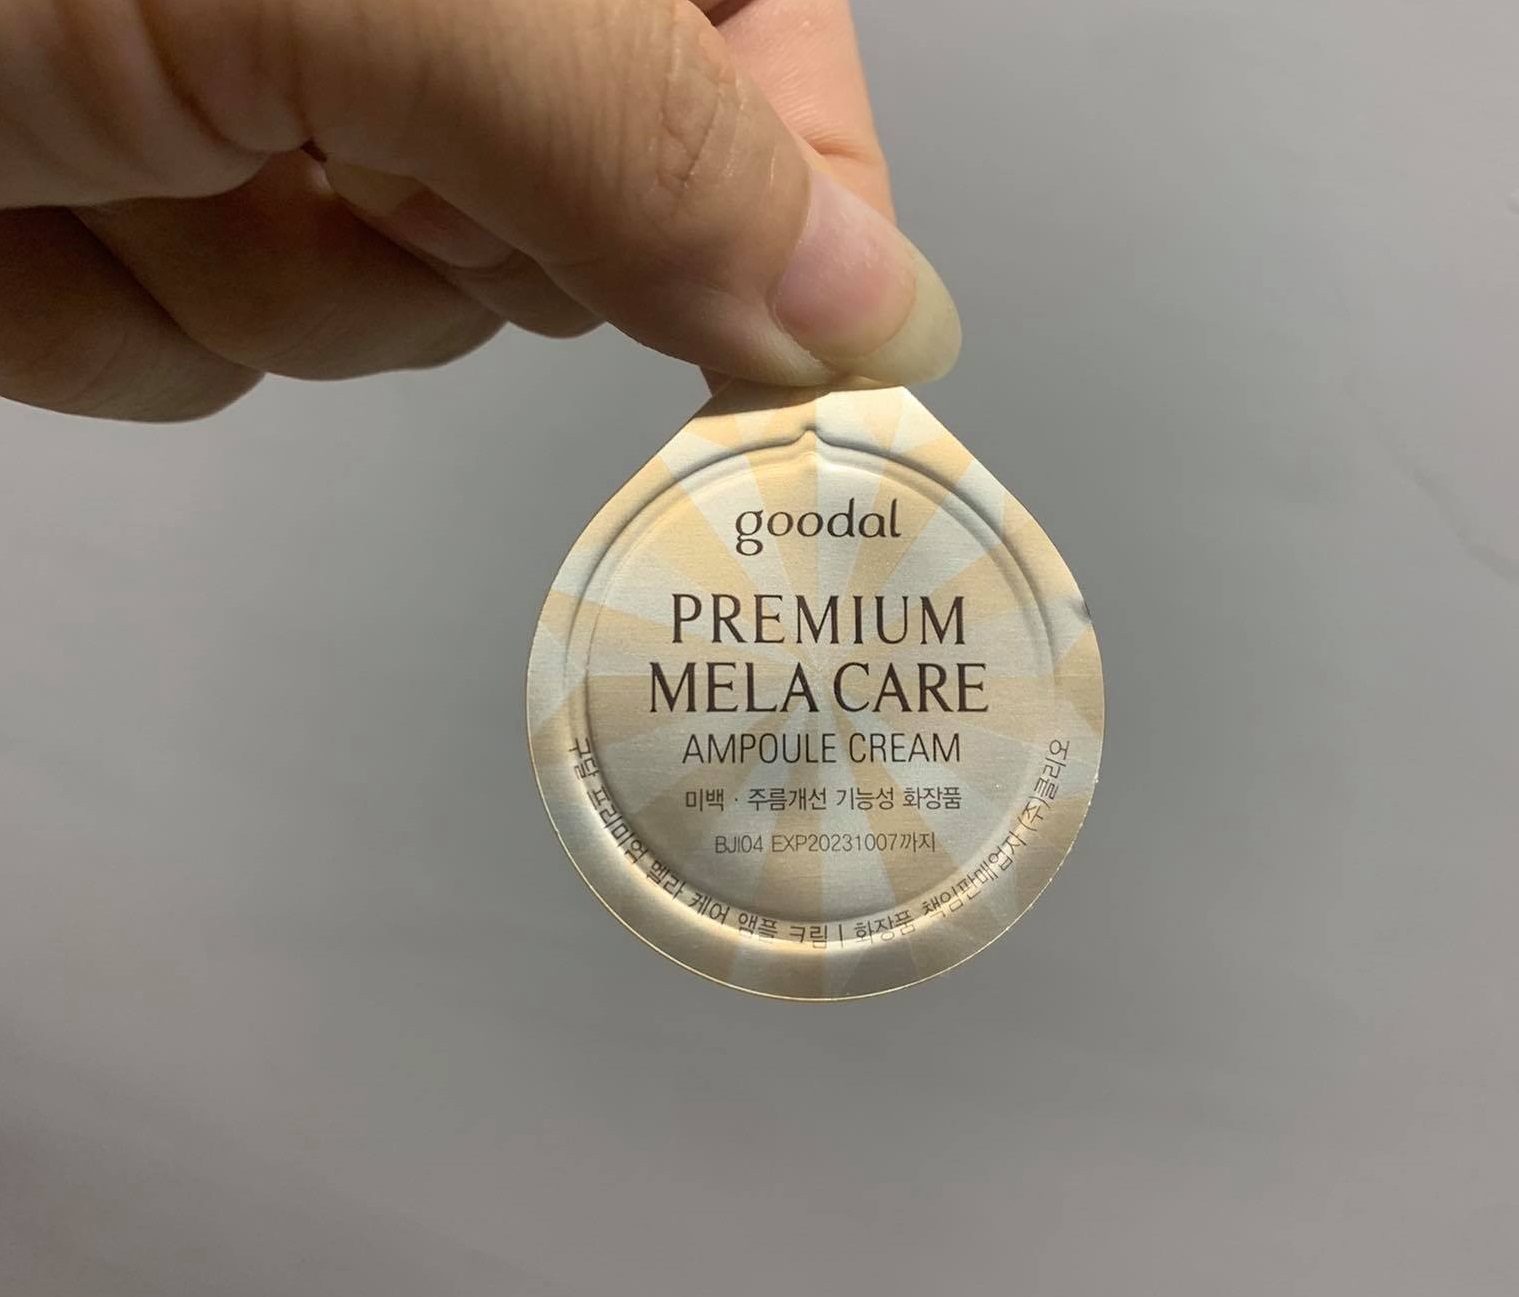 goodal
PREMIUM
MELA CARE
AMPOULE CREAM
미백 · 주름개선 기능성 화장품
BJI04 EXP20231007까지
구달 프리미엄 멜라 케어 앰플 크림 | 화장품 책임판매업자 (주)클리오